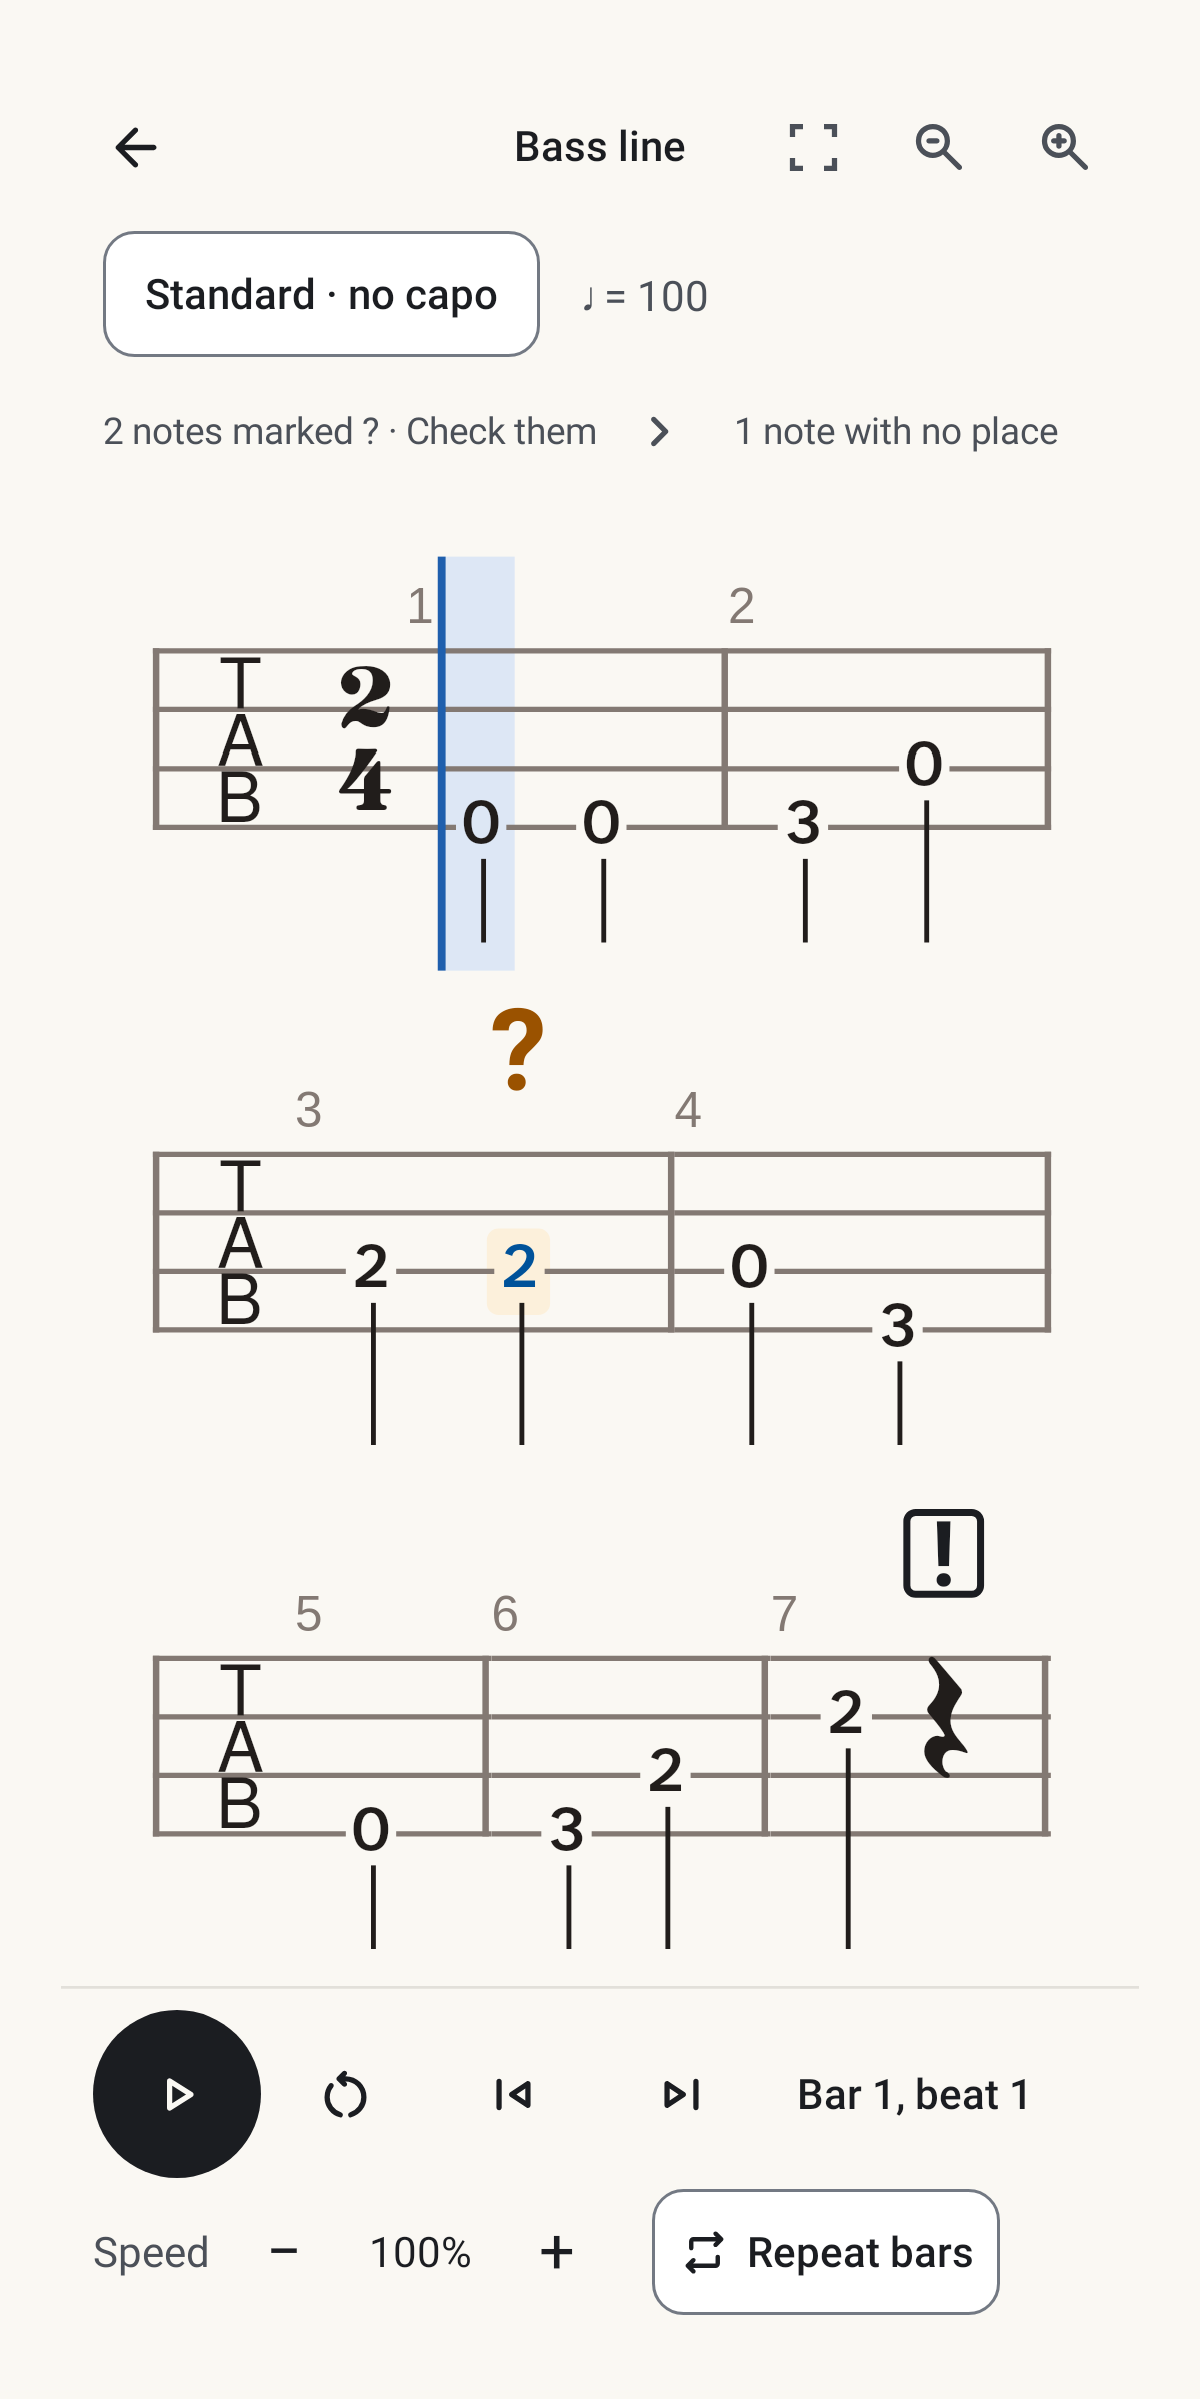 Bass line
Standard · no capo
♩ = 100
2 notes marked ? · Check them
1 note with no place
1 2
T
A
B
2
4
0 0 3 0
?
3 4
T
A
B
2 2 0 3
!
5 6 7
T
A
B
0 3 2 2
Bar 1, beat 1
Speed − 100% +
Repeat bars